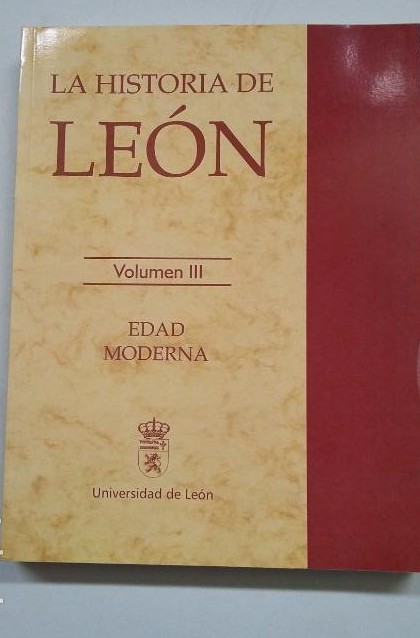 LA HISTORIA DE
LEÓN
Volumen III
EDAD
MODERNA
Universidad de León